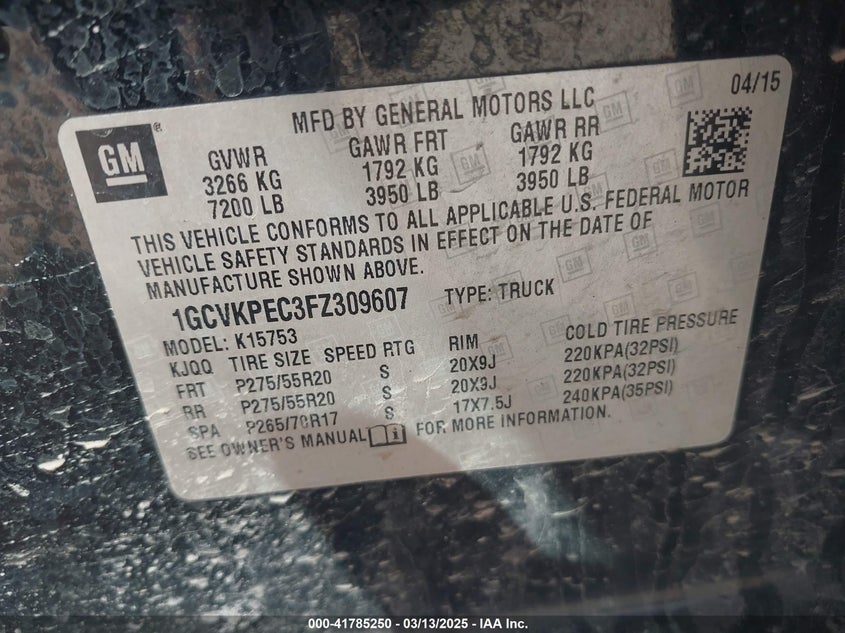 04/15
MFD BY GENERAL MOTORS LLC
GM®
GVWR GAWR FRT GAWR RR
3266 KG 1792 KG 1792 KG
7200 LB 3950 LB 3950 LB
THIS VEHICLE CONFORMS TO ALL APPLICABLE U.S. FEDERAL MOTOR
VEHICLE SAFETY STANDARDS IN EFFECT ON THE DATE OF
MANUFACTURE SHOWN ABOVE.
1GCVKPEC3FZ309607 TYPE: TRUCK
MODEL: K15753
KJQQ TIRE SIZE SPEED RTG RIM COLD TIRE PRESSURE
FRT P275/55R20 S 20X9J 220KPA(32PSI)
RR P275/55R20 S 20X9J 220KPA(32PSI)
SPA P265/70R17 S 17X7.5J 240KPA(35PSI)
SEE OWNER'S MANUAL FOR MORE INFORMATION.
000-41785250 - 03/13/2025 - IAA Inc.